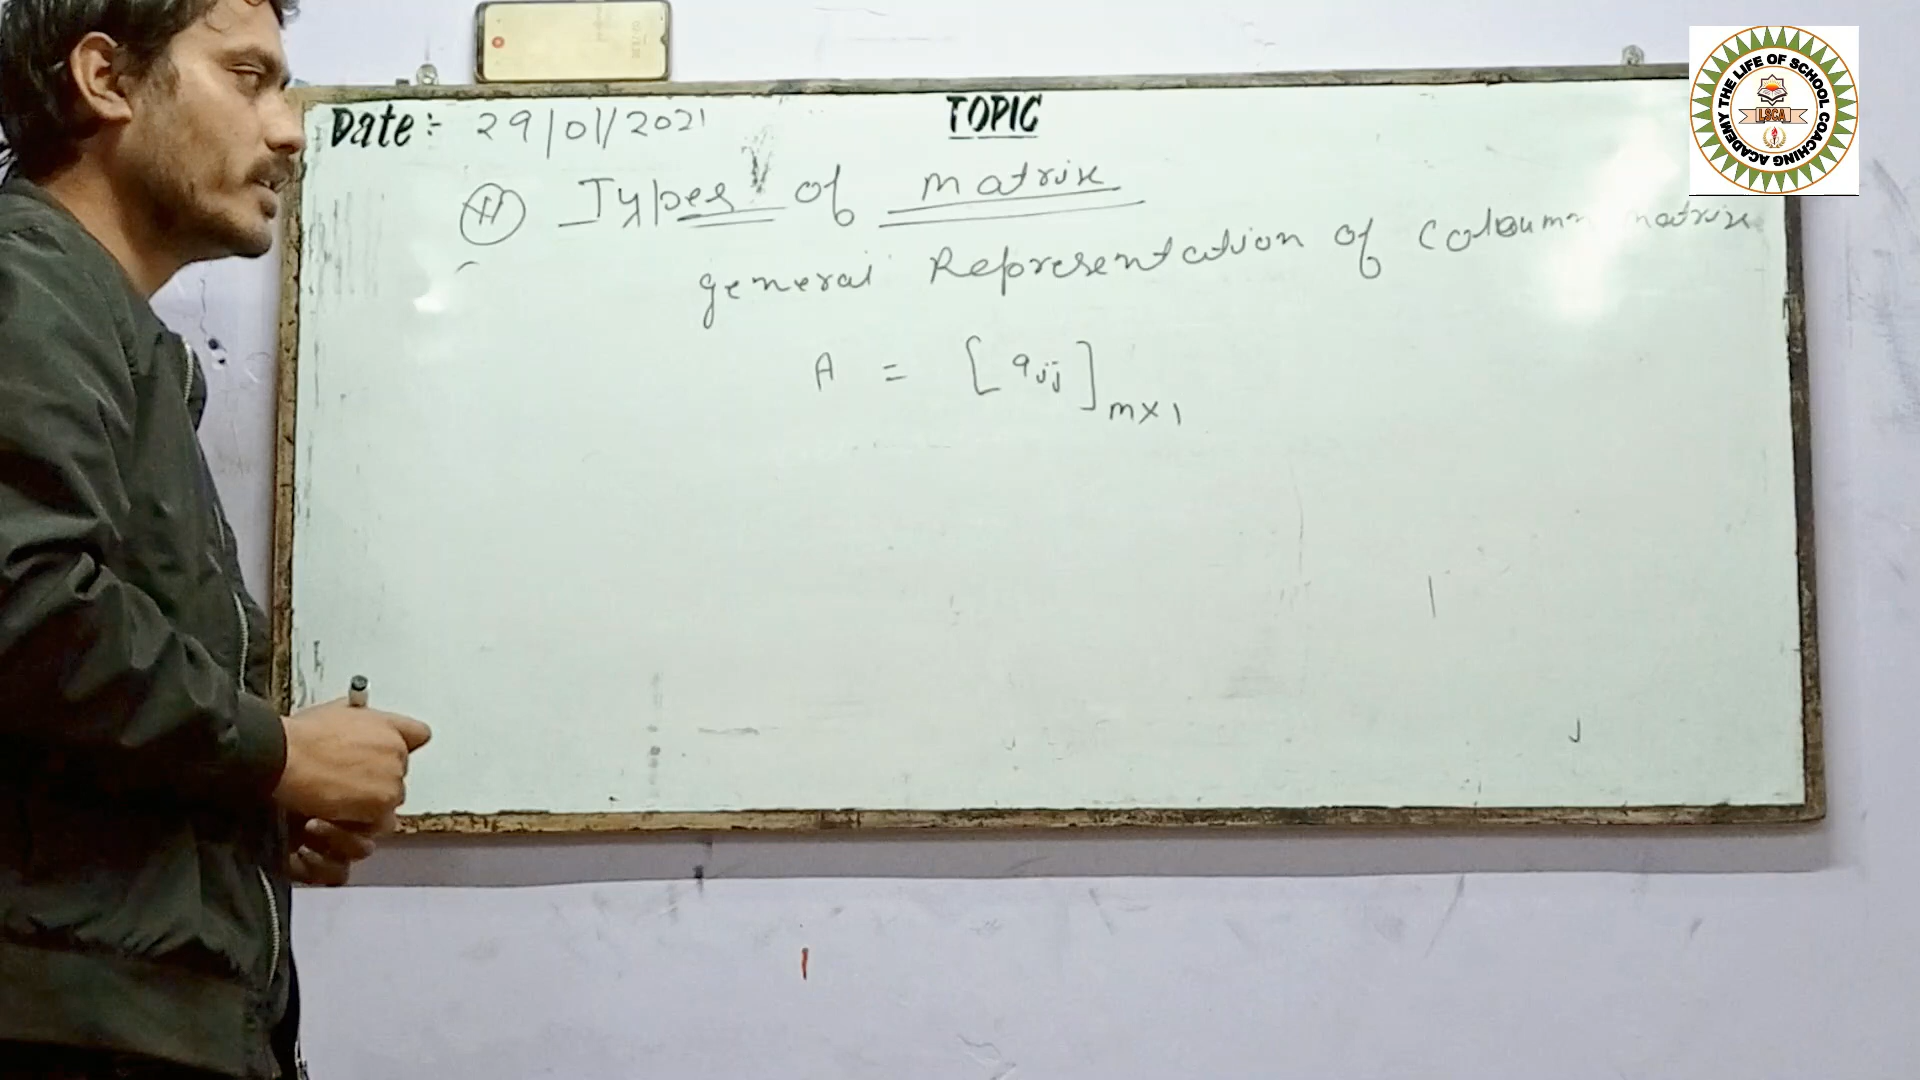 Date:- 29/01/2021
TOPIC
# Types of matrix
general Representation of Coloumn matrix
A = [aij]m×1
THE LIFE OF SCHOOL COACHING ACADEMY
LSCA